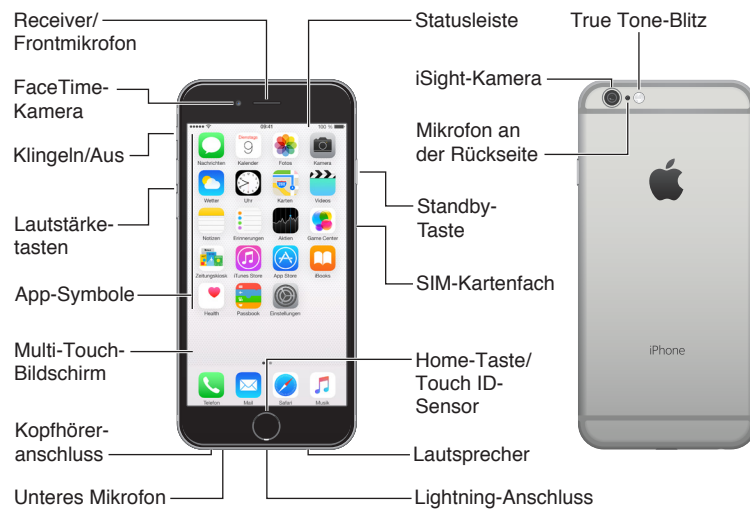 Receiver/
Frontmikrofon
FaceTime-
Kamera
Klingeln/Aus
Lautstärke-
tasten
App-Symbole
Multi-Touch-
Bildschirm
Kopfhörer-
anschluss
Unteres Mikrofon
09:41
100 %
Dienstag
9
Nachrichten
Kalender
Fotos
Kamera
Wetter
Uhr
Karten
Videos
Notizen
Erinnerungen
Aktien
Game Center
Zeitungskiosk
iTunes Store
App Store
iBooks
Health
Passbook
Einstellungen
Telefon
Mail
Safari
Musik
Statusleiste
True Tone-Blitz
iSight-Kamera
Mikrofon an
der Rückseite
Standby-
Taste
SIM-Kartenfach
Home-Taste/
Touch ID-
Sensor
Lautsprecher
Lightning-Anschluss
iPhone